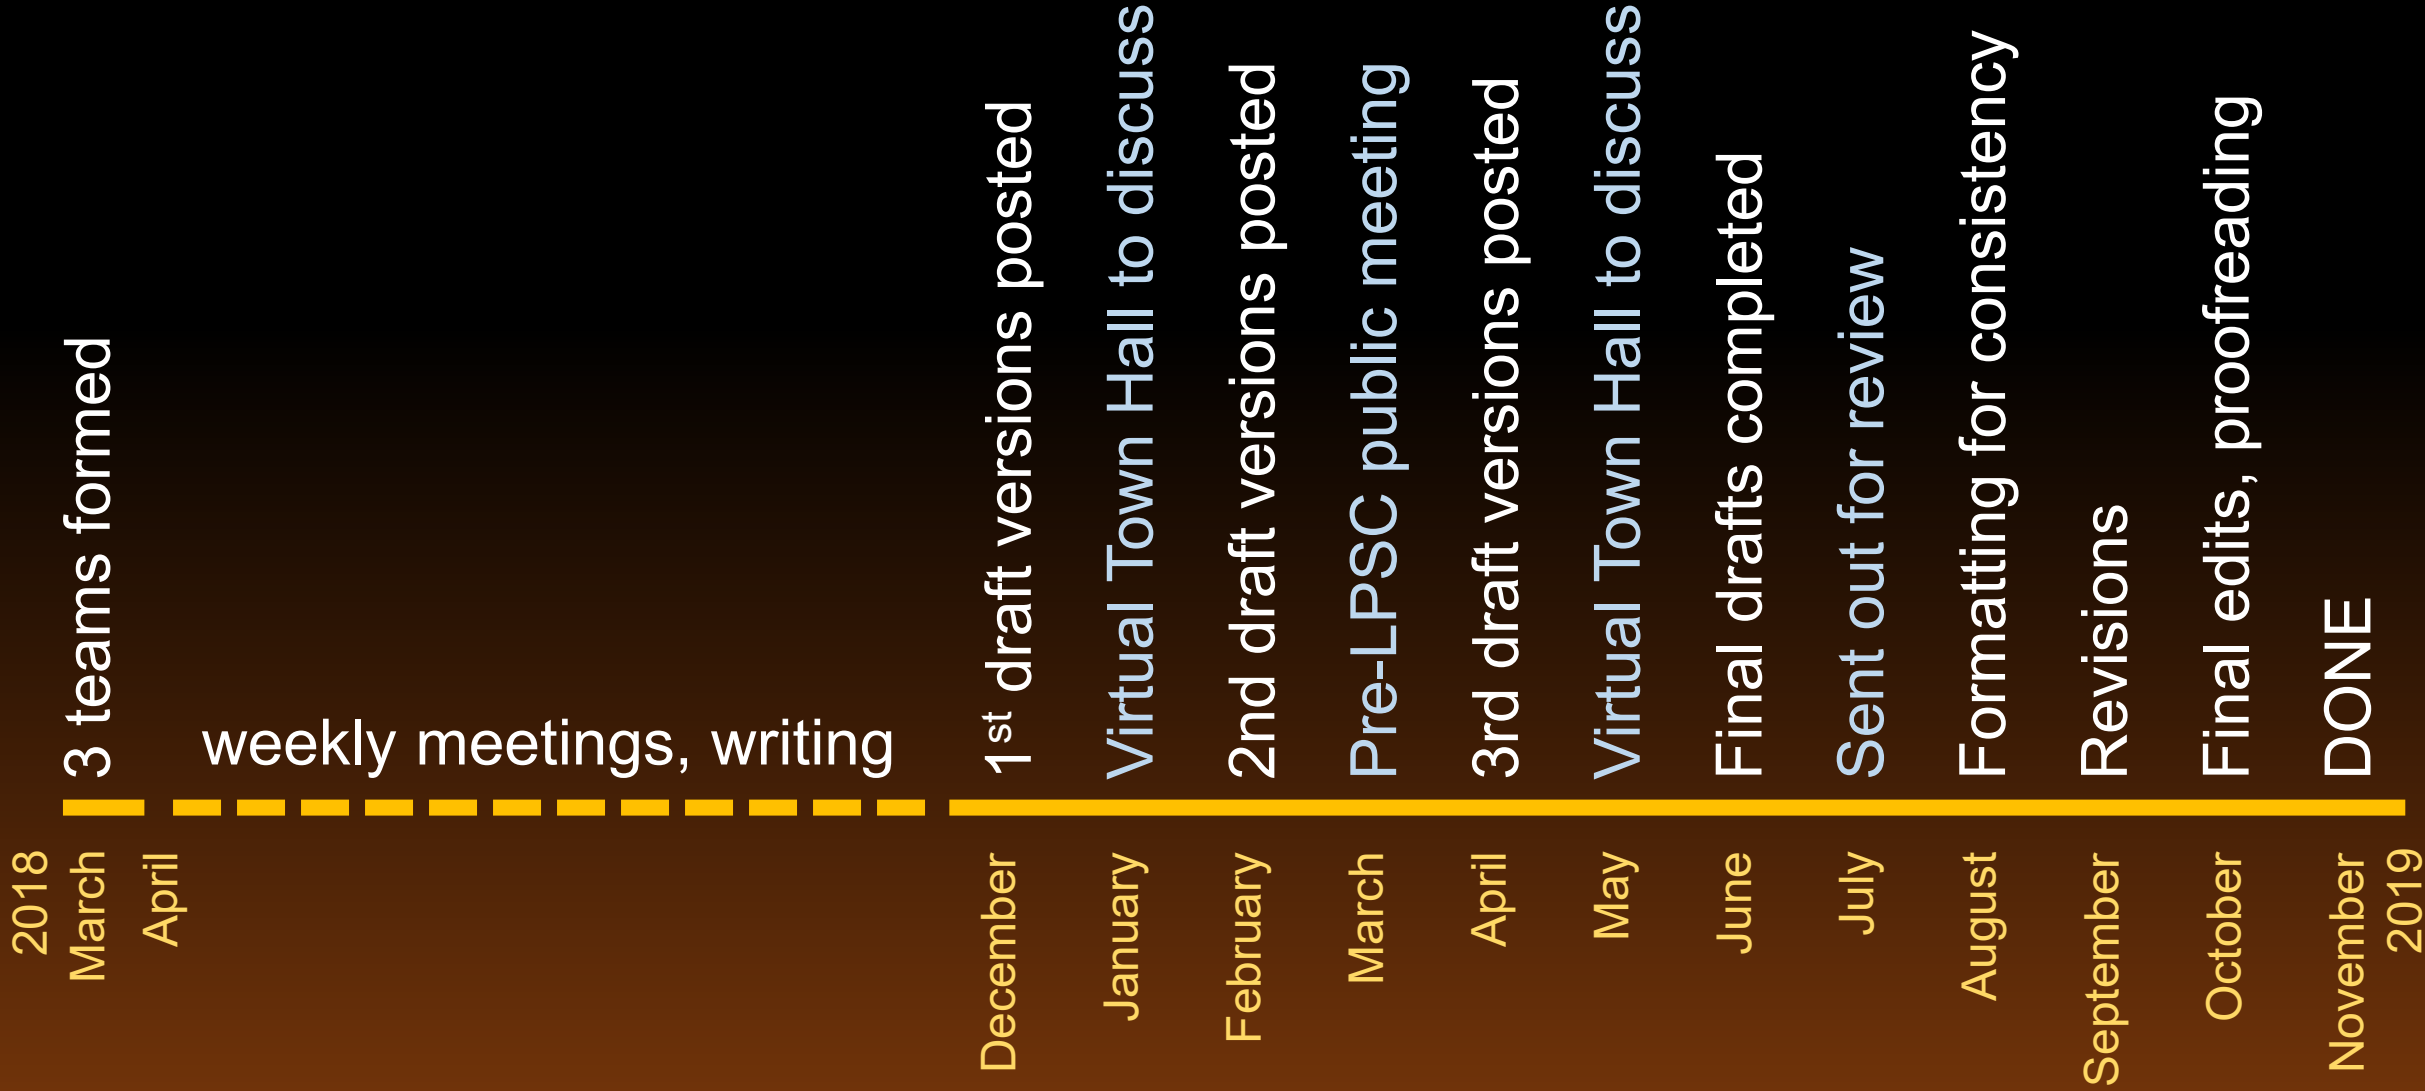 3 teams formed
weekly meetings, writing
1st draft versions posted
Virtual Town Hall to discuss
2nd draft versions posted
Pre-LPSC public meeting
3rd draft versions posted
Virtual Town Hall to discuss
Final drafts completed
Sent out for review
Formatting for consistency
Revisions
Final edits, proofreading
DONE
2018
March
April
December
January
February
March
April
May
June
July
August
September
October
November
2019